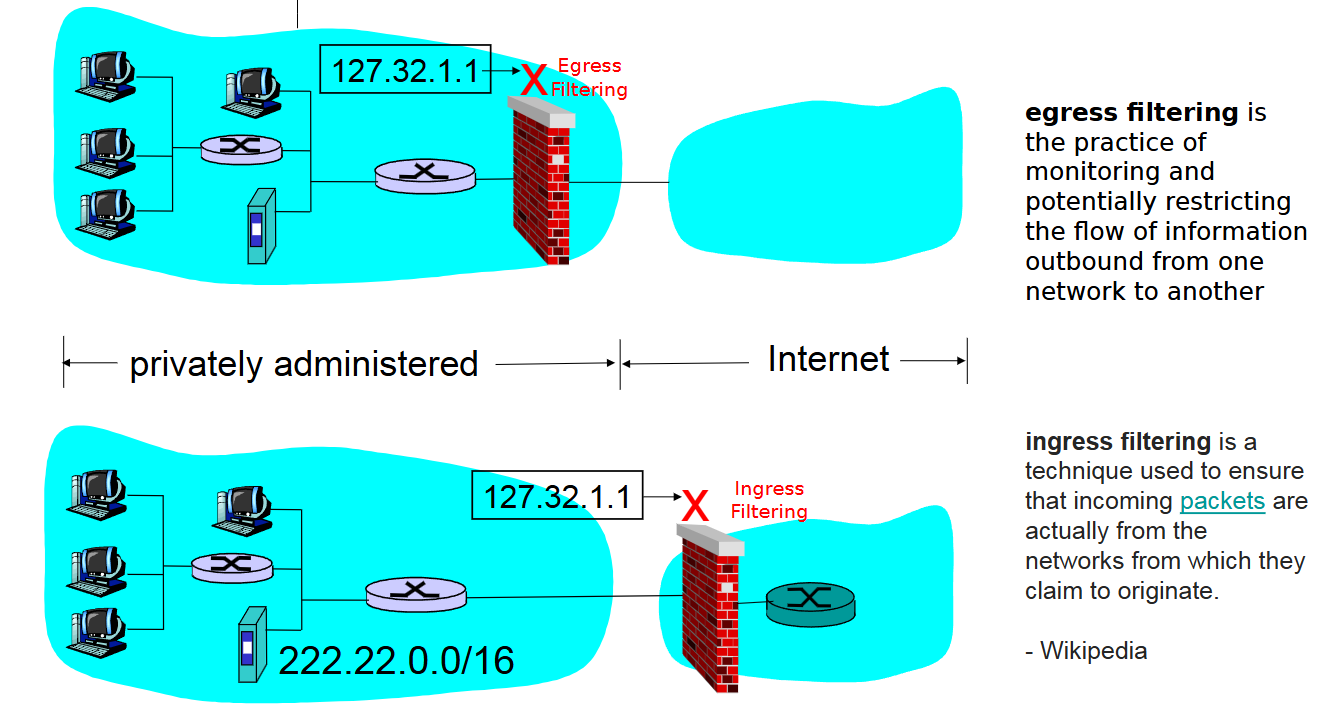 127.32.1.1
X
Egress
Filtering
egress filtering is
the practice of
monitoring and
potentially restricting
the flow of information
outbound from one
network to another
privately administered
Internet
127.32.1.1
X
Ingress
Filtering
222.22.0.0/16
ingress filtering is a
technique used to ensure
that incoming packets are
actually from the
networks from which they
claim to originate.
- Wikipedia